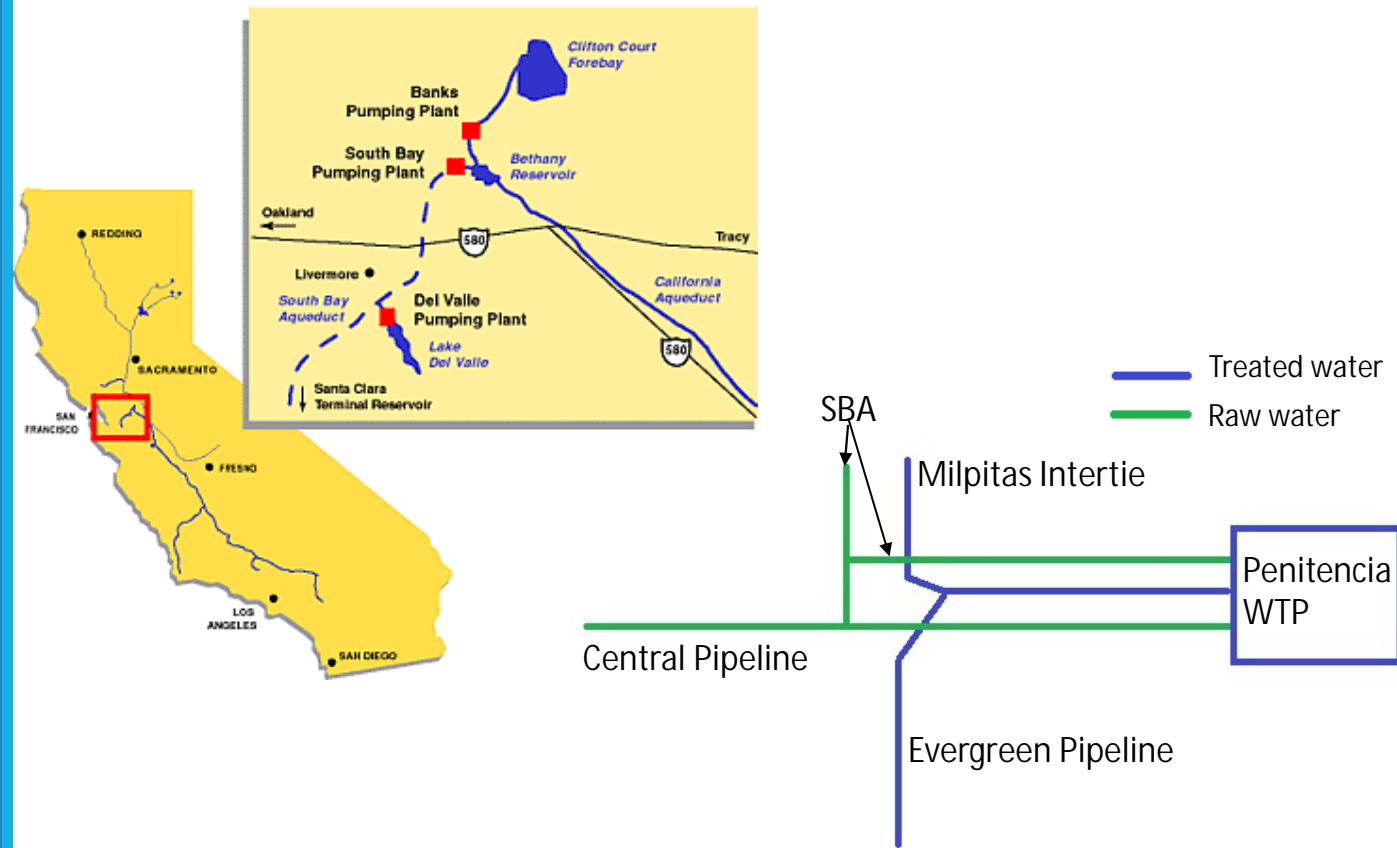 Clifton Court
Forebay
Banks
Pumping Plant
South Bay
Pumping Plant
Bethany
Reservoir
Oakland
580
Tracy
Livermore
South Bay
Aqueduct
Del Valle
Pumping Plant
California
Aqueduct
Lake
Del Valle
580
Santa Clara
Terminal Reservoir
REDDING
SACRAMENTO
SAN
FRANCISCO
FRESNO
LOS
ANGELES
SAN DIEGO
Treated water
Raw water
SBA
Milpitas Intertie
Penitencia
WTP
Central Pipeline
Evergreen Pipeline